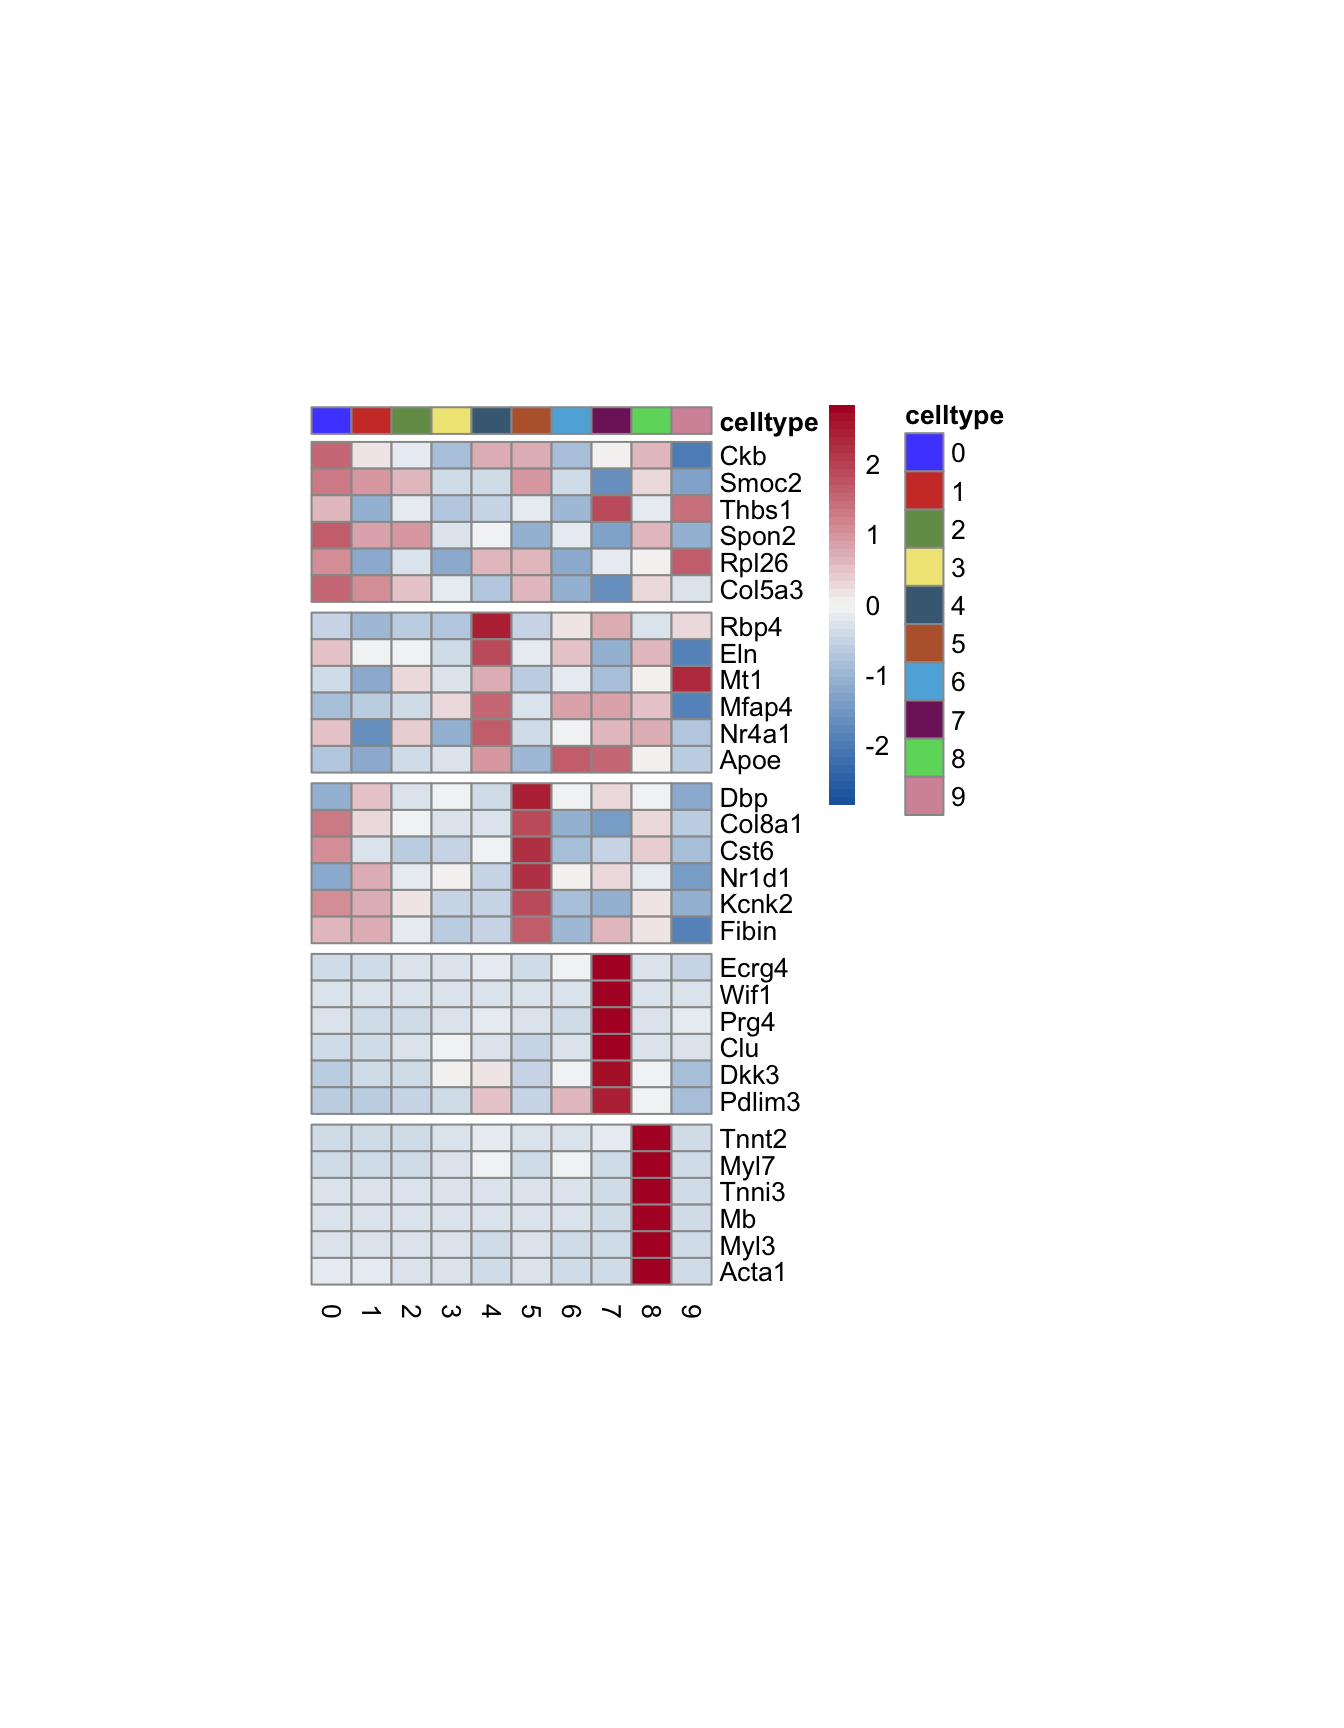 celltype
Ckb
Smoc2
Thbs1
Spon2
Rpl26
Col5a3
Rbp4
Eln
Mt1
Mfap4
Nr4a1
Apoe
Dbp
Col8a1
Cst6
Nr1d1
Kcnk2
Fibin
Ecrg4
Wif1
Prg4
Clu
Dkk3
Pdlim3
Tnnt2
Myl7
Tnni3
Mb
Myl3
Acta1
0 1 2 3 4 5 6 7 8 9
2
1
0
-1
-2
celltype
0
1
2
3
4
5
6
7
8
9